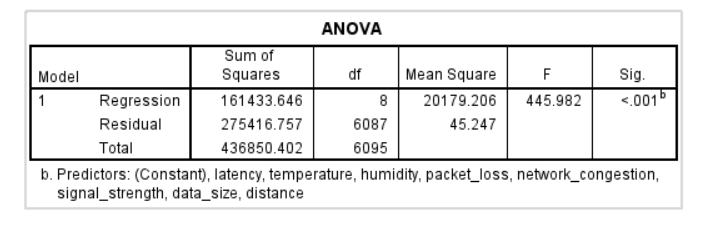 ANOVA
Model Sum of Squares df Mean Square F Sig.
1 Regression 161433.646 8 20179.206 445.982 <.001b
Residual 275416.757 6087 45.247
Total 436850.402 6095
b. Predictors: (Constant), latency, temperature, humidity, packet_loss, network_congestion,
signal_strength, data_size, distance